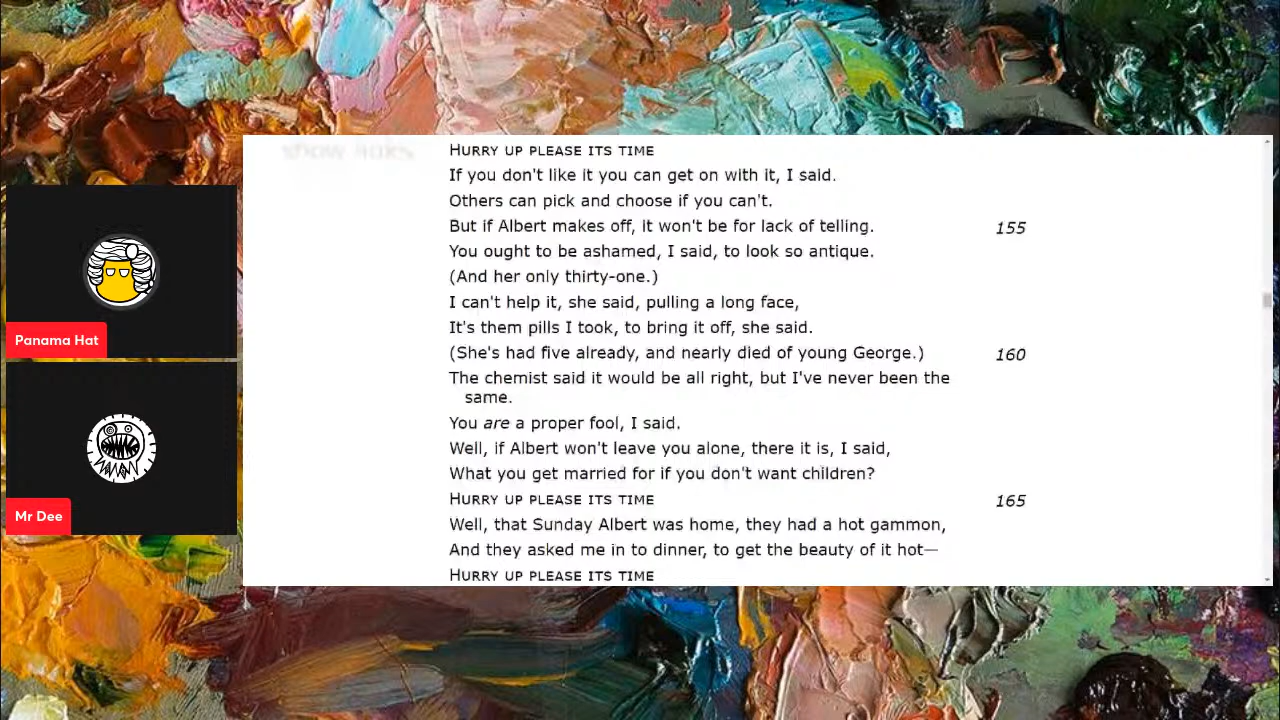 show links
HURRY UP PLEASE ITS TIME
If you don't like it you can get on with it, I said.
Others can pick and choose if you can't.
But if Albert makes off, it won't be for lack of telling.
155
You ought to be ashamed, I said, to look so antique.
(And her only thirty-one.)
I can't help it, she said, pulling a long face,
It's them pills I took, to bring it off, she said.
(She's had five already, and nearly died of young George.)
160
The chemist said it would be all right, but I've never been the
same.
You are a proper fool, I said.
Well, if Albert won't leave you alone, there it is, I said,
What you get married for if you don't want children?
HURRY UP PLEASE ITS TIME
165
Well, that Sunday Albert was home, they had a hot gammon,
And they asked me in to dinner, to get the beauty of it hot—
HURRY UP PLEASE ITS TIME
Panama Hat
Mr Dee